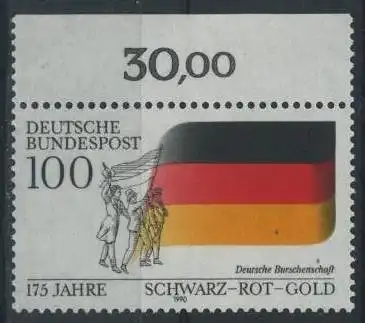 30,00
DEUTSCHE
BUNDESPOST
100
Deutsche Burschenschaft
175 JAHRE SCHWARZ-ROT-GOLD
1990